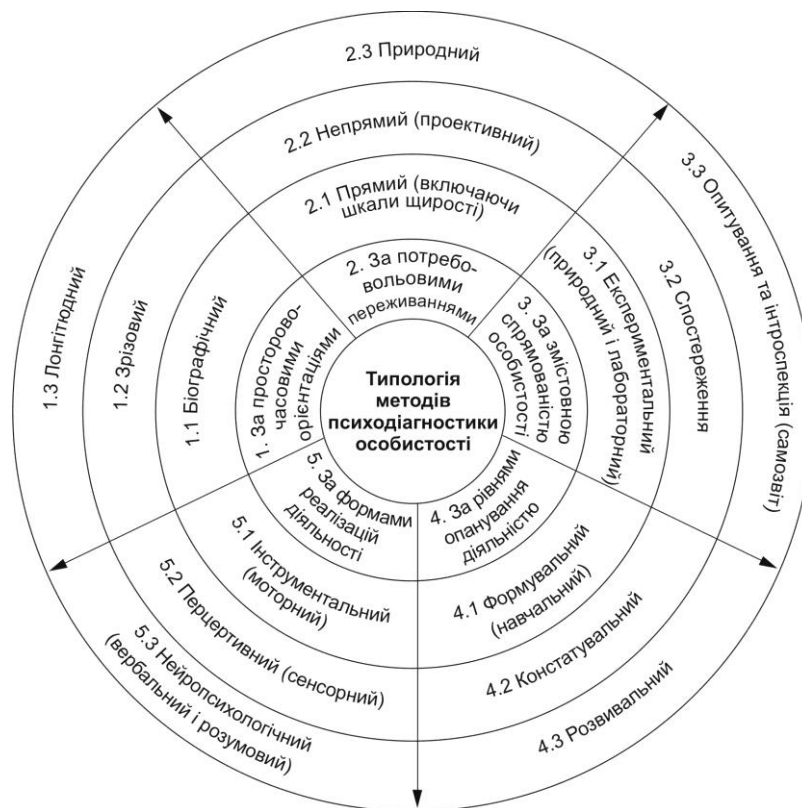 Типологія
методів
психодіагностики
особистості
1. За просторово-
часовими
орієнтаціями
1.1 Біографічний
1.2 Зрізовий
1.3 Лонгітюдний
2. За потребо-
вольовими
переживаннями
2.1 Прямий (включаючи
шкали щирості)
2.2 Непрямий (проективний)
2.3 Природний
3. За змістовною
спрямованістю
особистості
3.1 Експериментальний
(природний і лабораторний)
3.2 Спостереження
3.3 Опитування та інтроспекція (самозвіт)
4. За рівнями
опанування
діяльністю
4.1 Формувальний
(навчальний)
4.2 Констатувальний
4.3 Розвивальний
5. За формами
реалізацій
діяльності
5.1 Інструментальний
(моторний)
5.2 Перцертивний (сенсорний)
5.3 Нейропсихологічний
(вербальний і розумовий)